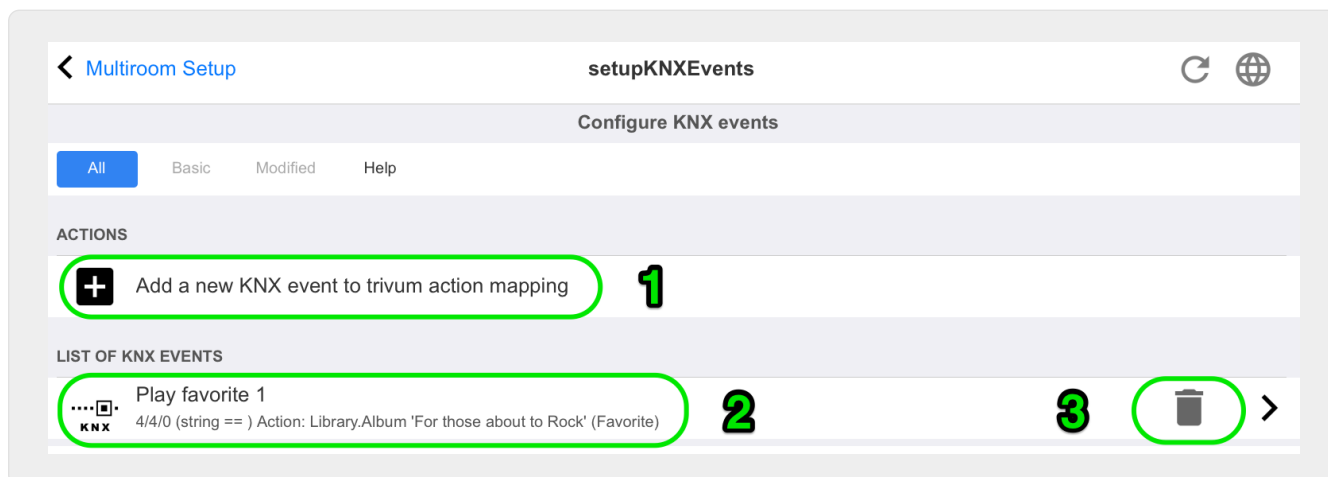 Multiroom Setup
setupKNXEvents
Configure KNX events
All Basic Modified Help
ACTIONS
Add a new KNX event to trivum action mapping
1
LIST OF KNX EVENTS
Play favorite 1
KNX
4/4/0 (string == ) Action: Library.Album 'For those about to Rock' (Favorite)
2
3